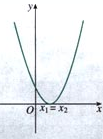 y
O
x₁ = x₂
x